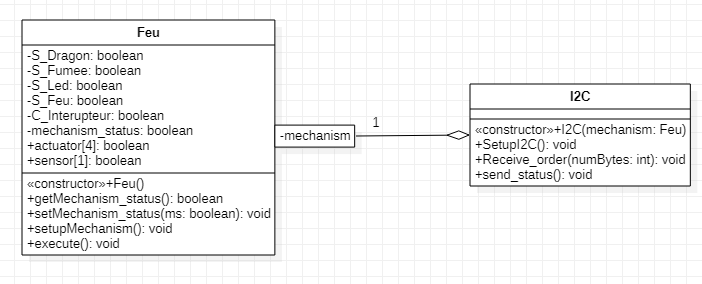 Feu
-S_Dragon: boolean
-S_Fumee: boolean
-S_Led: boolean
-S_Feu: boolean
-C_Interupteur: boolean
-mechanism_status: boolean
+actuator[4]: boolean
+sensor[1]: boolean
«constructor»+Feu()
+getMechanism_status(): boolean
+setMechanism_status(ms: boolean): void
+setupMechanism(): void
+execute(): void
-mechanism
1
I2C
«constructor»+I2C(mechanism: Feu)
+SetupI2C(): void
+Receive_order(numBytes: int): void
+send_status(): void